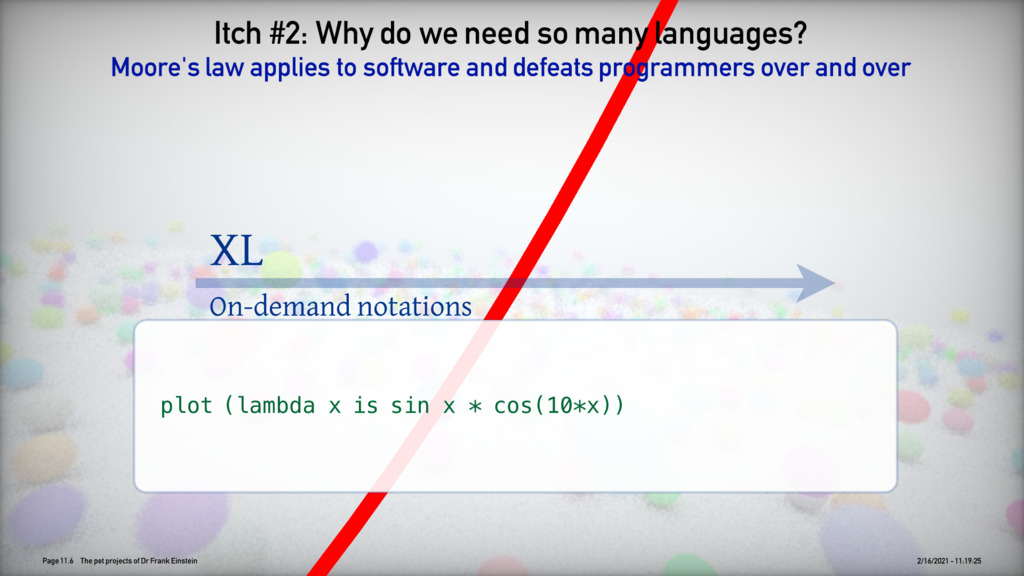 Itch #2: Why do we need so many languages?
Moore's law applies to software and defeats programmers over and over
XL
On-demand notations
plot (lambda x is sin x * cos(10*x))
Page 11.6 The pet projects of Dr Frank Einstein
2/16/2021 - 11:19:25